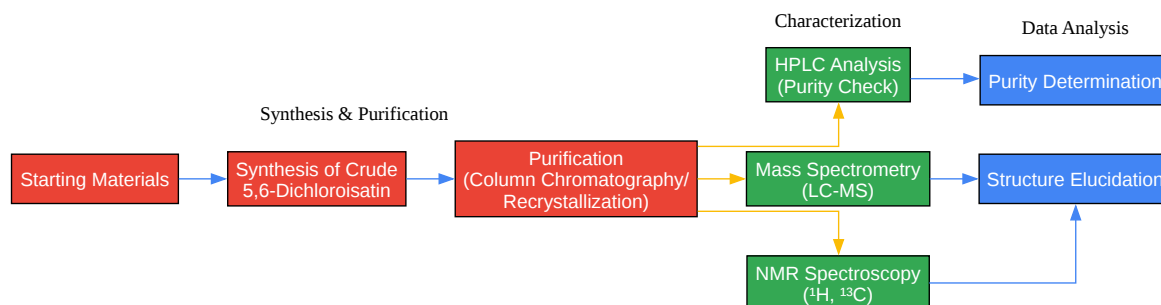 Characterization
Data Analysis
HPLC Analysis
(Purity Check)
Purity Determination
Synthesis & Purification
Starting Materials
Synthesis of Crude
5,6-Dichloroisatin
Purification
(Column Chromatography/
Recrystallization)
Mass Spectrometry
(LC-MS)
Structure Elucidation
NMR Spectroscopy
(¹H, ¹³C)